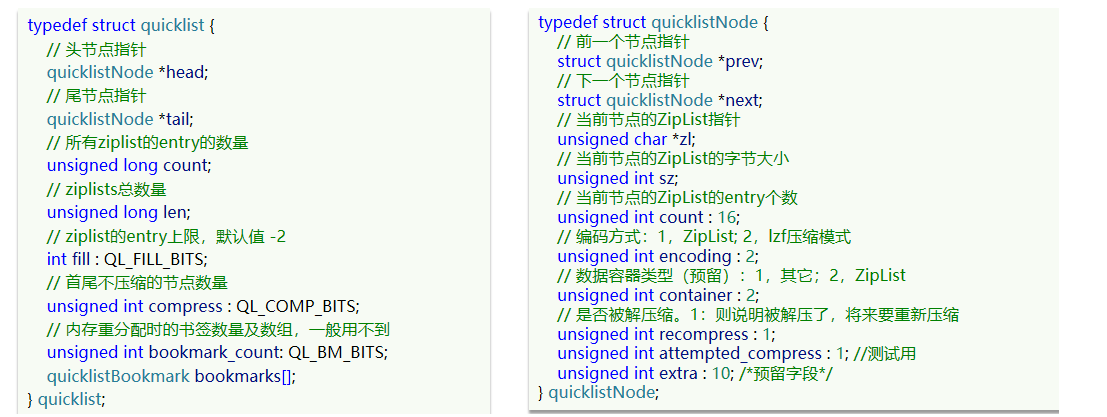 typedef struct quicklist {
// 头节点指针
quicklistNode *head;
// 尾节点指针
quicklistNode *tail;
// 所有ziplist的entry的数量
unsigned long count;
// ziplists总数量
unsigned long len;
// ziplist的entry上限，默认值 -2
int fill : QL_FILL_BITS;
// 首尾不压缩的节点数量
unsigned int compress : QL_COMP_BITS;
// 内存重分配时的书签数量及数组，一般用不到
unsigned int bookmark_count: QL_BM_BITS;
quicklistBookmark bookmarks[];
} quicklist;
typedef struct quicklistNode {
// 前一个节点指针
struct quicklistNode *prev;
// 下一个节点指针
struct quicklistNode *next;
// 当前节点的ZipList指针
unsigned char *zl;
// 当前节点的ZipList的字节大小
unsigned int sz;
// 当前节点的ZipList的entry个数
unsigned int count : 16;
// 编码方式：1，ZipList; 2，lzf压缩模式
unsigned int encoding : 2;
// 数据容器类型（预留）：1，其它；2，ZipList
unsigned int container : 2;
// 是否被解压缩。1：则说明被解压了，将来要重新压缩
unsigned int recompress : 1;
unsigned int attempted_compress : 1; //测试用
unsigned int extra : 10; /*预留字段*/
} quicklistNode;